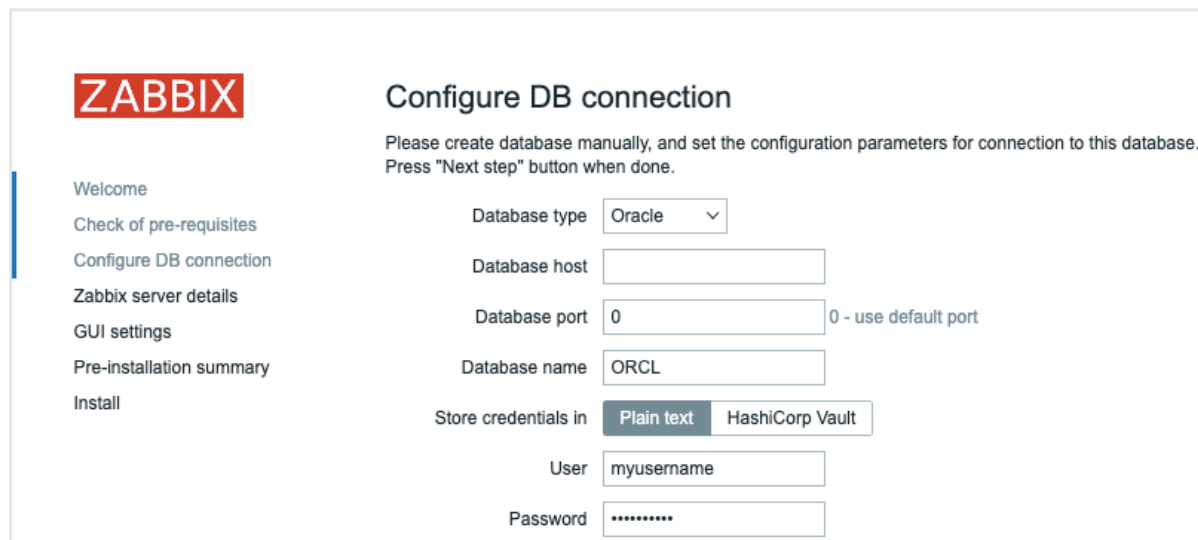 ZABBIX
Welcome
Check of pre-requisites
Configure DB connection
Zabbix server details
GUI settings
Pre-installation summary
Install
Configure DB connection
Please create database manually, and set the configuration parameters for connection to this database.
Press "Next step" button when done.
Database type Oracle
Database host
Database port 0 0 - use default port
Database name ORCL
Store credentials in Plain text HashiCorp Vault
User myusername
Password ••••••••••